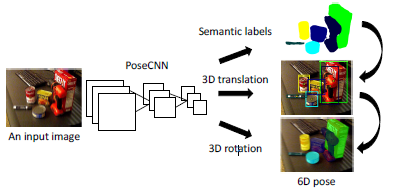 PoseCNN
Semantic labels
3D translation
3D rotation
An input image
6D pose